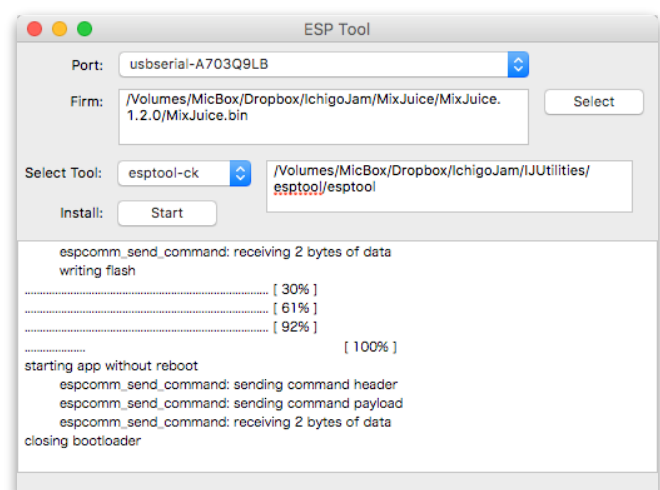 ESP Tool
Port: usbserial-A703Q9LB
Firm: /Volumes/MicBox/Dropbox/IchigoJam/MixJuice/MixJuice. Select
1.2.0/MixJuice.bin
Select Tool: esptool-ck /Volumes/MicBox/Dropbox/IchigoJam/IJUtilities/
esptool/esptool
Install: Start
espcomm_send_command: receiving 2 bytes of data
writing flash
................................................................................ [ 30% ]
................................................................................ [ 61% ]
................................................................................ [ 92% ]
.................... [ 100% ]
starting app without reboot
espcomm_send_command: sending command header
espcomm_send_command: sending command payload
espcomm_send_command: receiving 2 bytes of data
closing bootloader